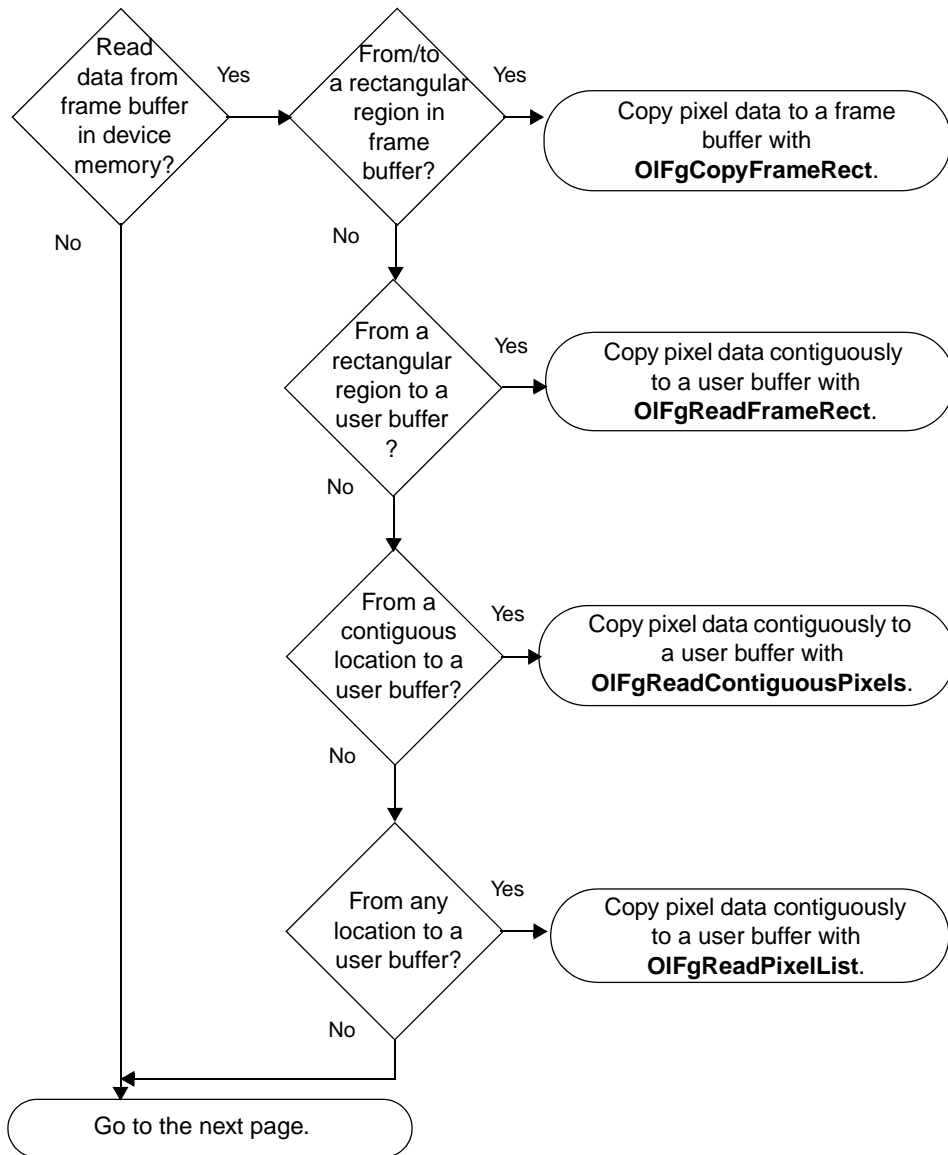 Read
data from
frame buffer
in device
memory?
Yes
From/to
a rectangular
region in
frame
buffer?
Yes
Copy pixel data to a frame
buffer with
OlFgCopyFrameRect.
No
No
From a
rectangular
region to a
user buffer
?
Yes
Copy pixel data contiguously
to a user buffer with
OlFgReadFrameRect.
No
From a
contiguous
location to a
user buffer?
Yes
Copy pixel data contiguously to
a user buffer with
OlFgReadContiguousPixels.
No
From any
location to a
user buffer?
Yes
Copy pixel data contiguously
to a user buffer with
OlFgReadPixelList.
No
Go to the next page.